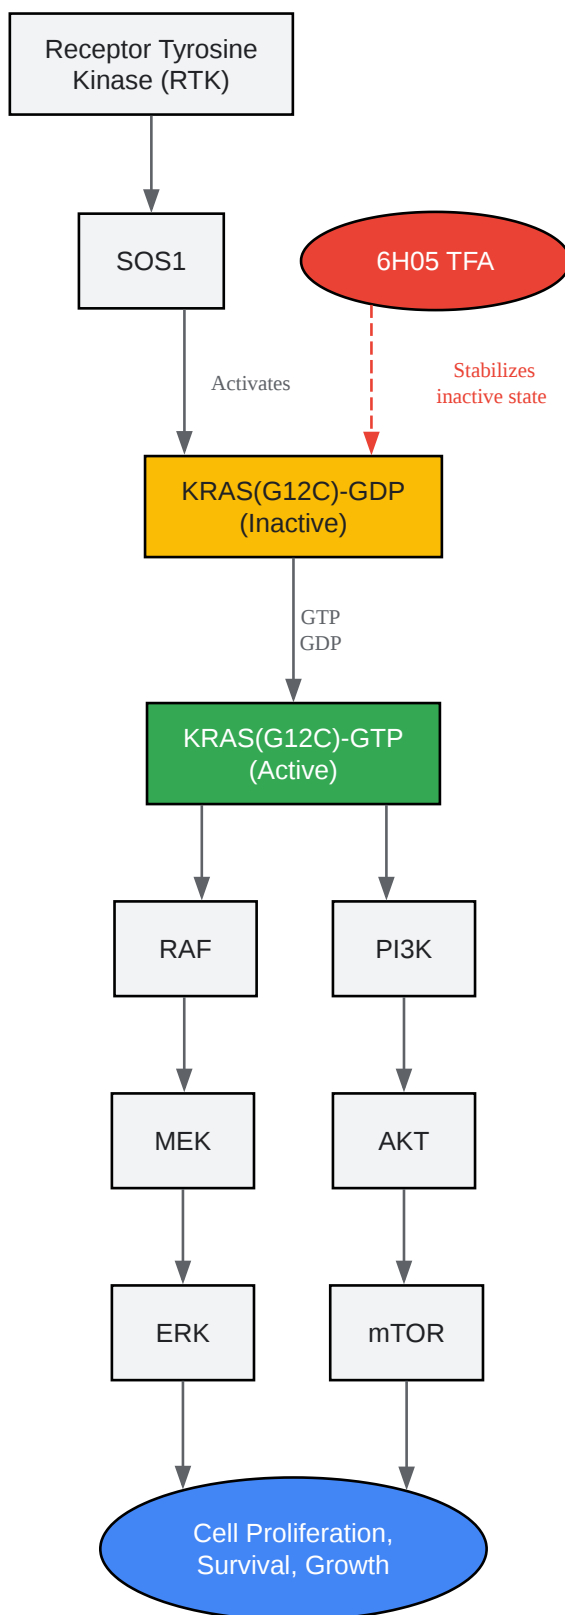 Receptor Tyrosine
Kinase (RTK)
SOS1
6H05 TFA
Activates
Stabilizes
inactive state
KRAS(G12C)-GDP
(Inactive)
GTP
GDP
KRAS(G12C)-GTP
(Active)
RAF
PI3K
MEK
AKT
ERK
mTOR
Cell Proliferation,
Survival, Growth